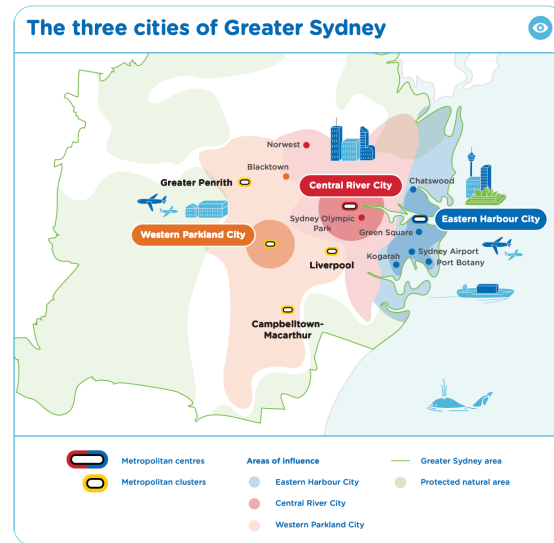 The three cities of Greater Sydney
Norwest
Blacktown
Greater Penrith
Central River City
Chatswood
Sydney Olympic
Park
Eastern Harbour City
Western Parkland City
Green Square
Kogarah
Sydney Airport
Port Botany
Liverpool
Campbelltown-
Macarthur
Metropolitan centres
Metropolitan clusters
Areas of influence
Eastern Harbour City
Central River City
Western Parkland City
Greater Sydney area
Protected natural area